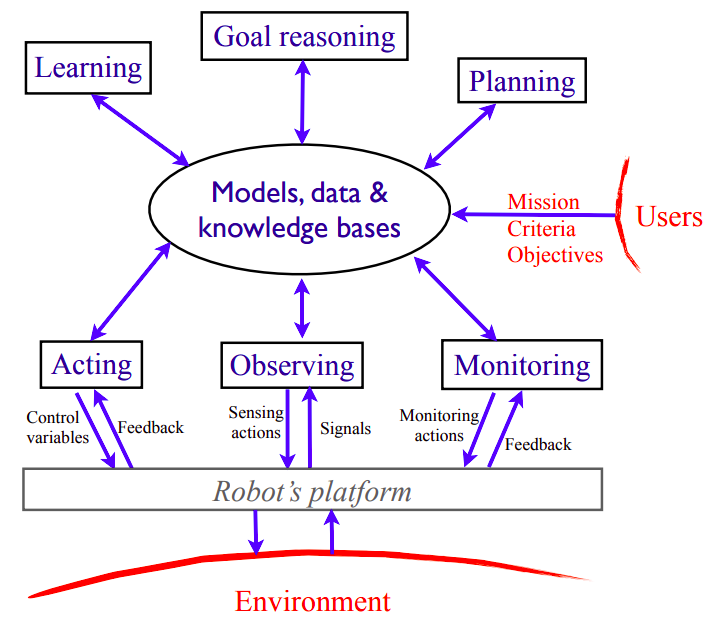 Goal reasoning
Learning
Planning
Models, data &
knowledge bases
Mission
Criteria
Objectives
Users
Acting
Observing
Monitoring
Control
variables
Feedback
Sensing
actions
Signals
Monitoring
actions
Feedback
Robot's platform
Environment